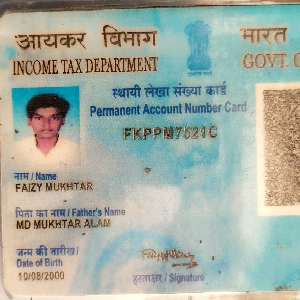 आयकर विभाग
INCOME TAX DEPARTMENT
भारत
GOVT.
स्थायी लेखा संख्या कार्ड
Permanent Account Number Card
FKPPM7521C
नाम / Name
FAIZY MUKHTAR
पिता का नाम / Father's Name
MD MUKHTAR ALAM
जन्म की तारीख /
Date of Birth
10/08/2000
हस्ताक्षर / Signature